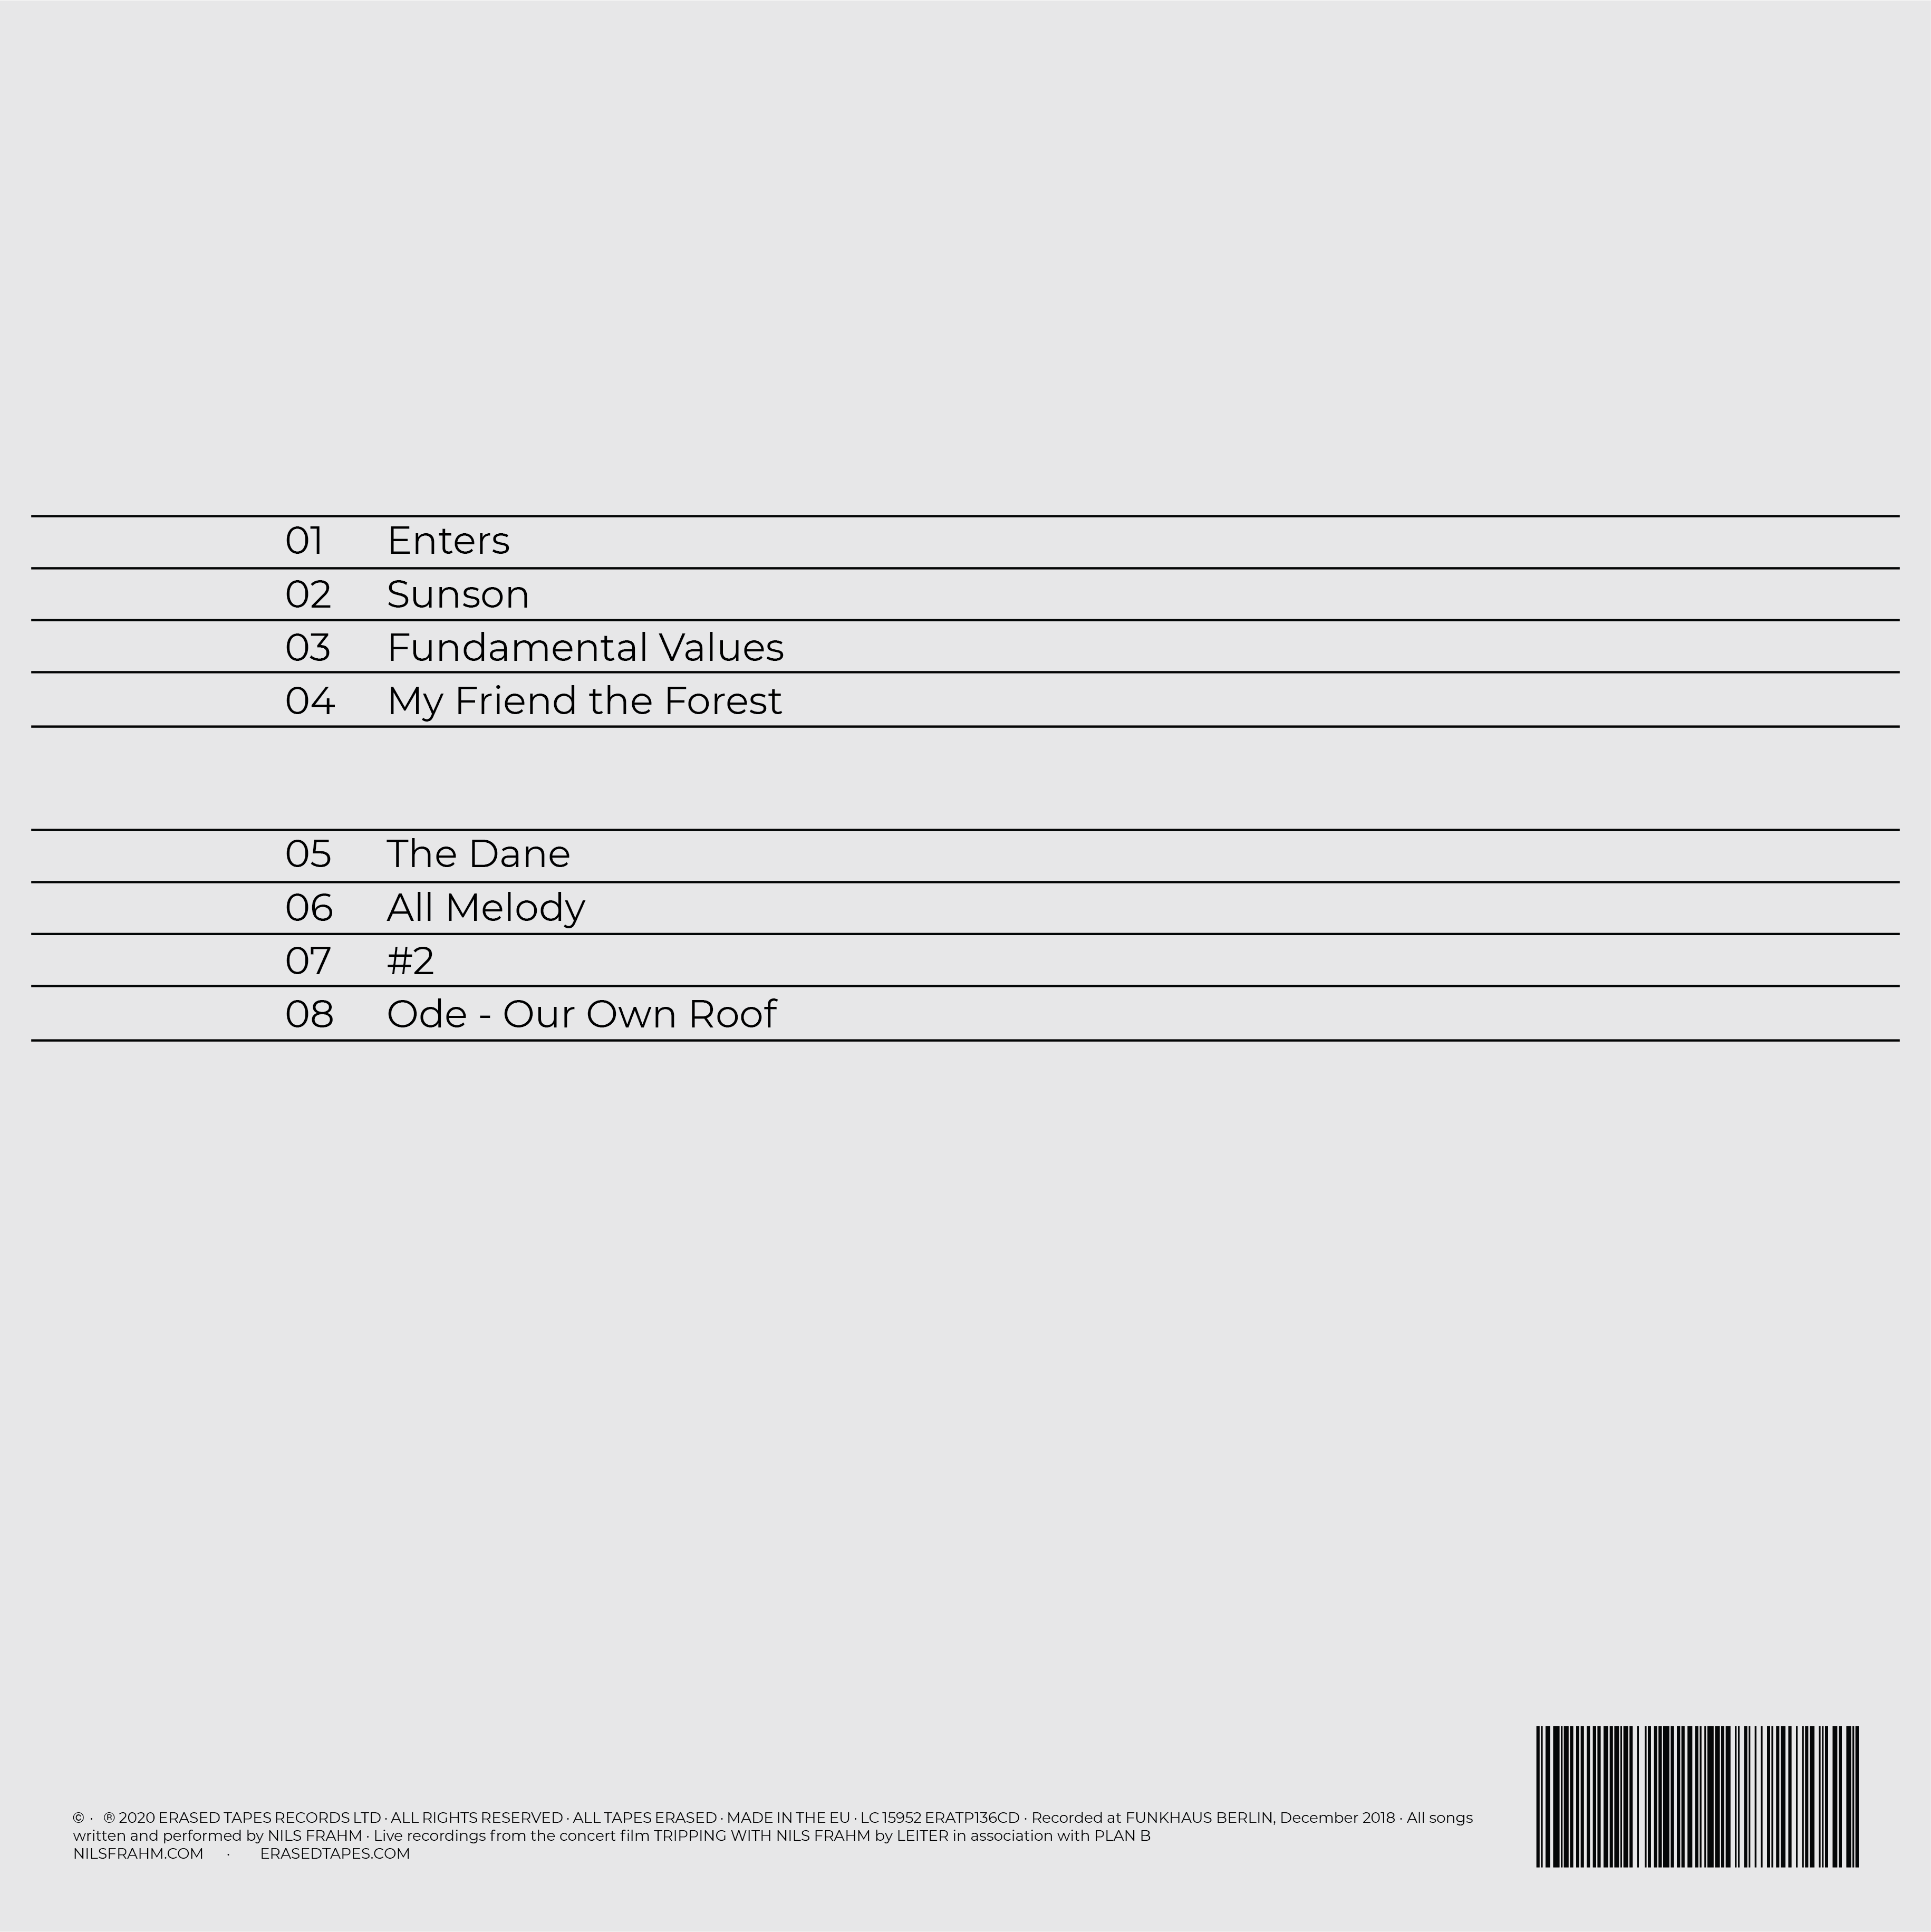 01 Enters
02 Sunson
03 Fundamental Values
04 My Friend the Forest
05 The Dane
06 All Melody
07 #2
08 Ode - Our Own Roof
© · ® 2020 ERASED TAPES RECORDS LTD · ALL RIGHTS RESERVED · ALL TAPES ERASED · MADE IN THE EU · LC 15952 ERATP136CD · Recorded at FUNKHAUS BERLIN, December 2018 · All songs
written and performed by NILS FRAHM · Live recordings from the concert film TRIPPING WITH NILS FRAHM by LEITER in association with PLAN B
NILSFRAHM.COM · ERASEDTAPES.COM